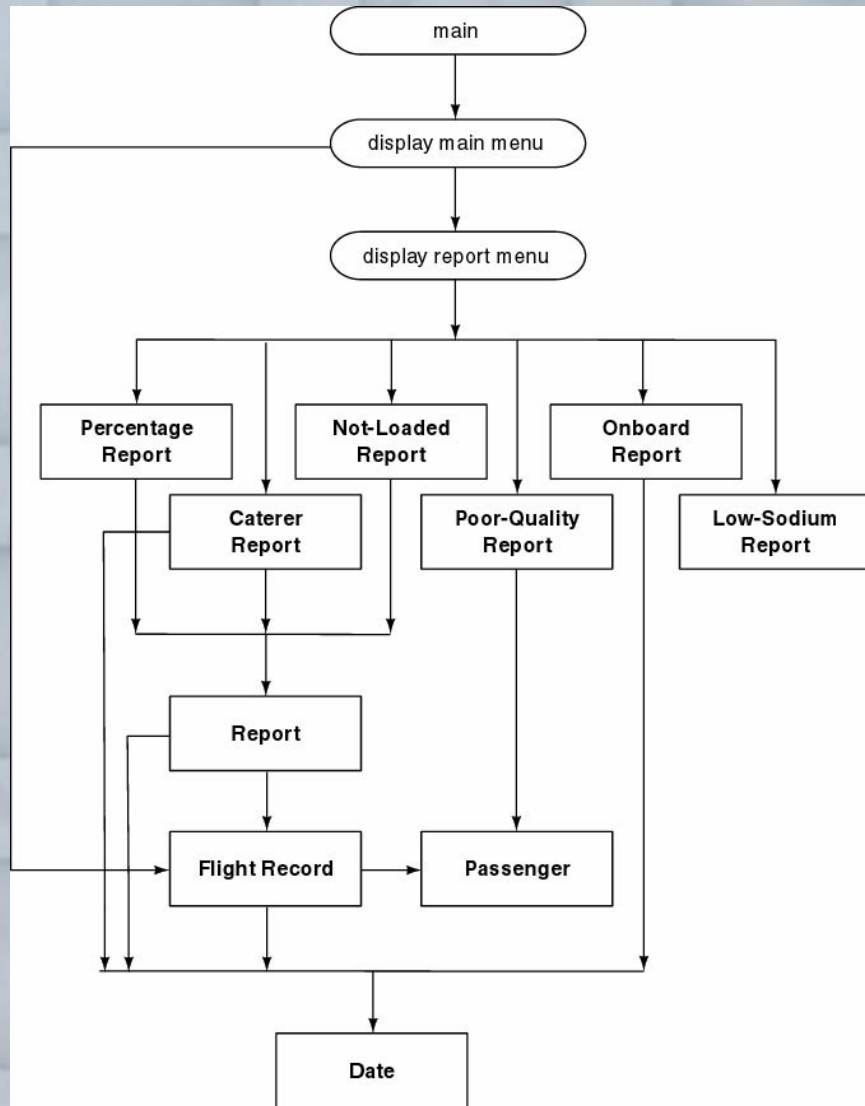 main
display main menu
display report menu
Percentage
Report
Not-Loaded
Report
Onboard
Report
Caterer
Report
Poor-Quality
Report
Low-Sodium
Report
Report
Flight Record
Passenger
Date